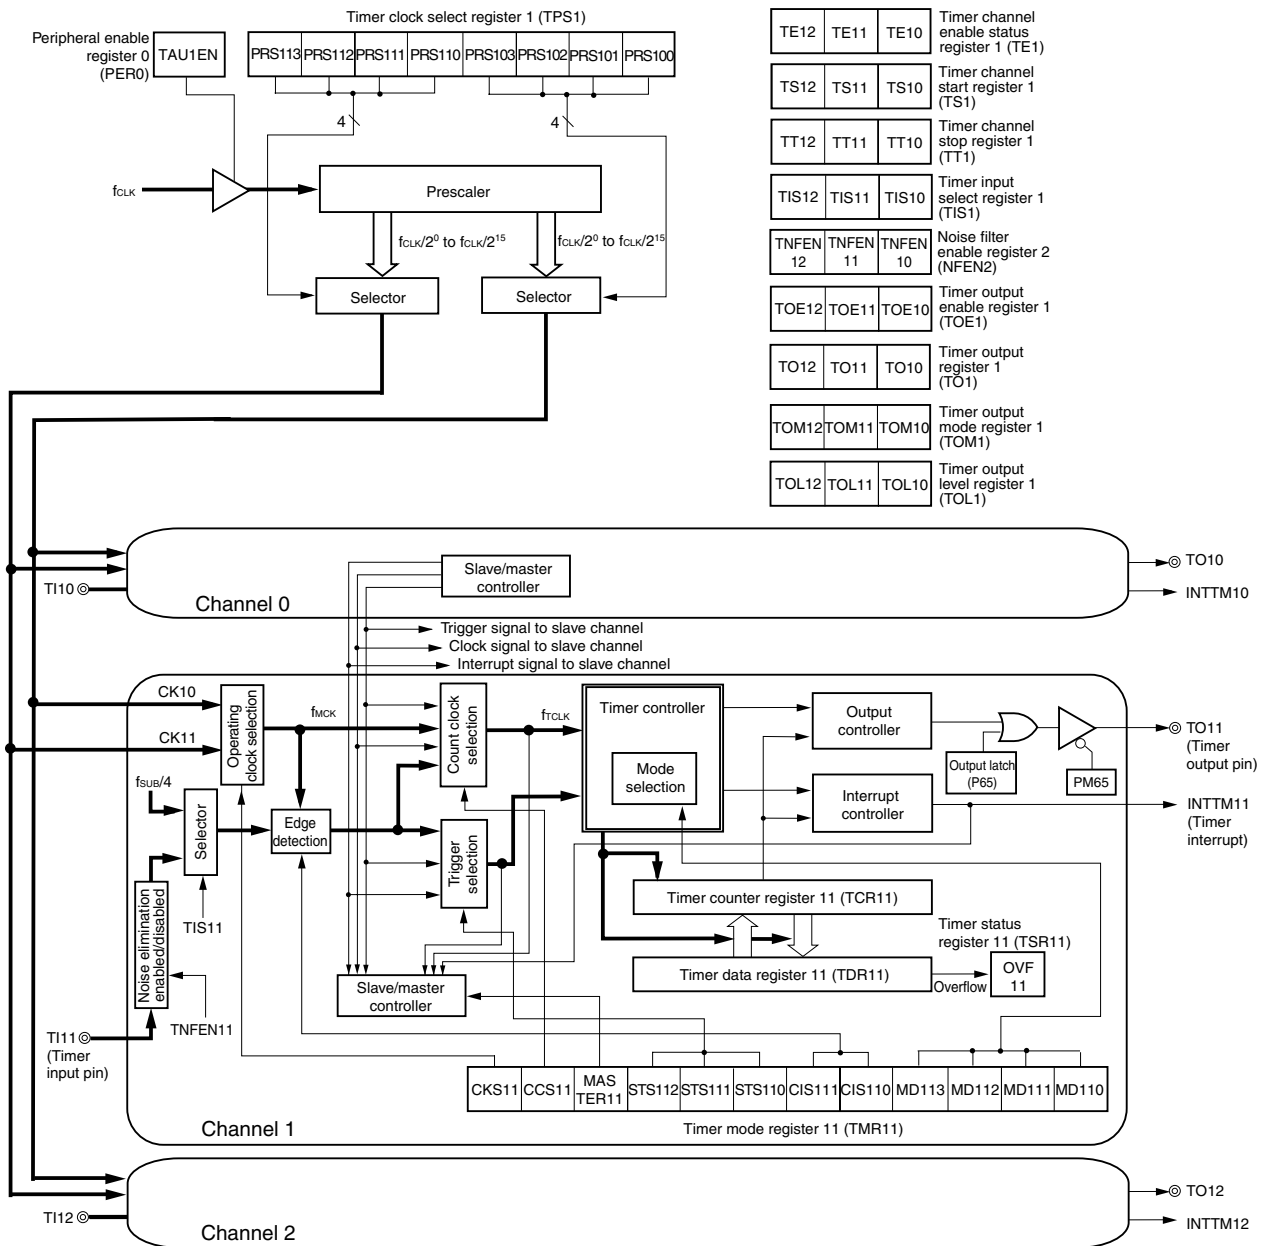 Timer clock select register 1 (TPS1)
Peripheral enable
register 0
(PER0)
TAU1EN
PRS113 PRS112 PRS111 PRS110 PRS103 PRS102 PRS101 PRS100
4
4
fCLK
Prescaler
fCLK/2⁰ to fCLK/2¹⁵
fCLK/2⁰ to fCLK/2¹⁵
Selector
Selector
TE12 TE11 TE10
Timer channel
enable status
register 1 (TE1)
TS12 TS11 TS10
Timer channel
start register 1
(TS1)
TT12 TT11 TT10
Timer channel
stop register 1
(TT1)
TIS12 TIS11 TIS10
Timer input
select register 1
(TIS1)
TNFEN TNFEN TNFEN
12 11 10
Noise filter
enable register 2
(NFEN2)
TOE12 TOE11 TOE10
Timer output
enable register 1
(TOE1)
TO12 TO11 TO10
Timer output
register 1
(TO1)
TOM12 TOM11 TOM10
Timer output
mode register 1
(TOM1)
TOL12 TOL11 TOL10
Timer output
level register 1
(TOL1)
TI10
Channel 0
Slave/master
controller
TO10
INTTM10
Trigger signal to slave channel
Clock signal to slave channel
Interrupt signal to slave channel
CK10
CK11
Operating
clock selection
fMCK
Count clock
selection
fTCLK
Timer controller
Mode
selection
Output
controller
Output latch
(P65)
PM65
TO11
(Timer
output pin)
Interrupt
controller
INTTM11
(Timer
interrupt)
fSUB/4
Selector
Edge
detection
Trigger
selection
TIS11
Noise elimination
enabled/disabled
TNFEN11
TI11
(Timer
input pin)
Timer counter register 11 (TCR11)
Timer status
register 11 (TSR11)
Timer data register 11 (TDR11)
Overflow
OVF
11
Slave/master
controller
CKS11 CCS11 MAS TER11 STS112 STS111 STS110 CIS111 CIS110 MD113 MD112 MD111 MD110
Channel 1
Timer mode register 11 (TMR11)
TI12
Channel 2
TO12
INTTM12